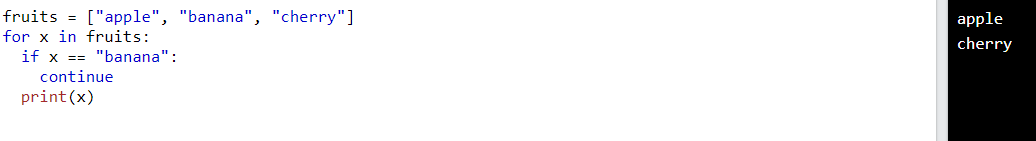 fruits = ["apple", "banana", "cherry"]
for x in fruits:
  if x == "banana":
    continue
  print(x)
apple
cherry